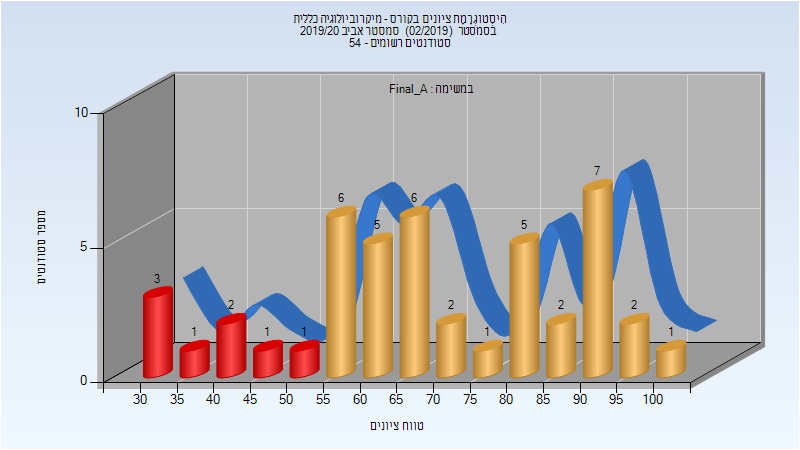 היסטוגרמת ציונים בקורס - מיקרוביולוגיה כללית
בסמסטר (02/2019) סמסטר אביב 2019/20
סטודנטים רשומים - 54
במשימה : Final_A
מספר סטודנטים
10
5
0
3
1
2
1
1
6
5
6
2
1
5
2
7
2
1
30 35 40 45 50 55 60 65 70 75 80 85 90 95 100
טווח ציונים